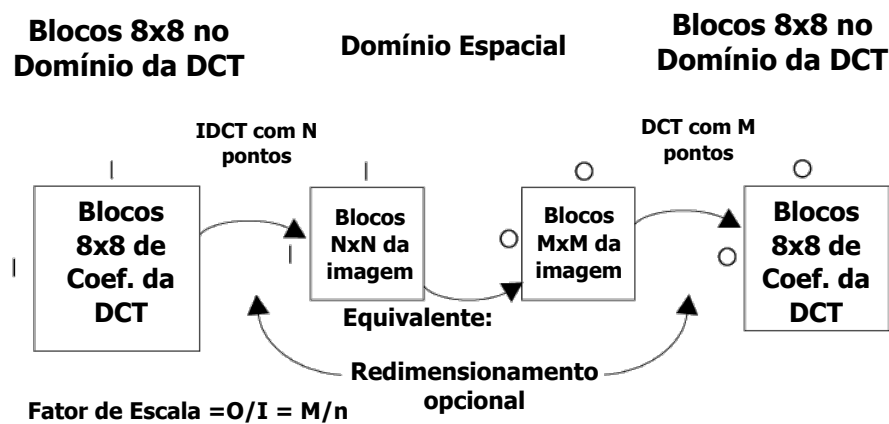 Blocos 8x8 no
Domínio da DCT
Domínio Espacial
Blocos 8x8 no
Domínio da DCT
IDCT com N
pontos
DCT com M
pontos
I
I
O
O
Blocos
8x8 de
Coef. da
DCT
Blocos
NxN da
imagem
Blocos
MxM da
imagem
Blocos
8x8 de
Coef. da
DCT
I
I
O
O
Equivalente:
Redimensionamento
opcional
Fator de Escala =O/I = M/n